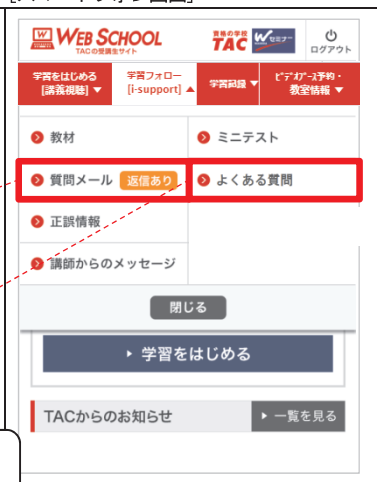 [スマートフォン画面]
WEB SCHOOL
TACの受講生サイト
資格の学校
TAC Wセミナー
ログアウト
学習をはじめる
[講義視聴] ▼
学習フォロー
[i-support] ▲
学習記録 ▼
ビデオブース予約・
教室情報 ▼
教材
ミニテスト
質問メール 返信あり
よくある質問
正誤情報
講師からのメッセージ
閉じる
学習をはじめる
TACからのお知らせ
一覧を見る